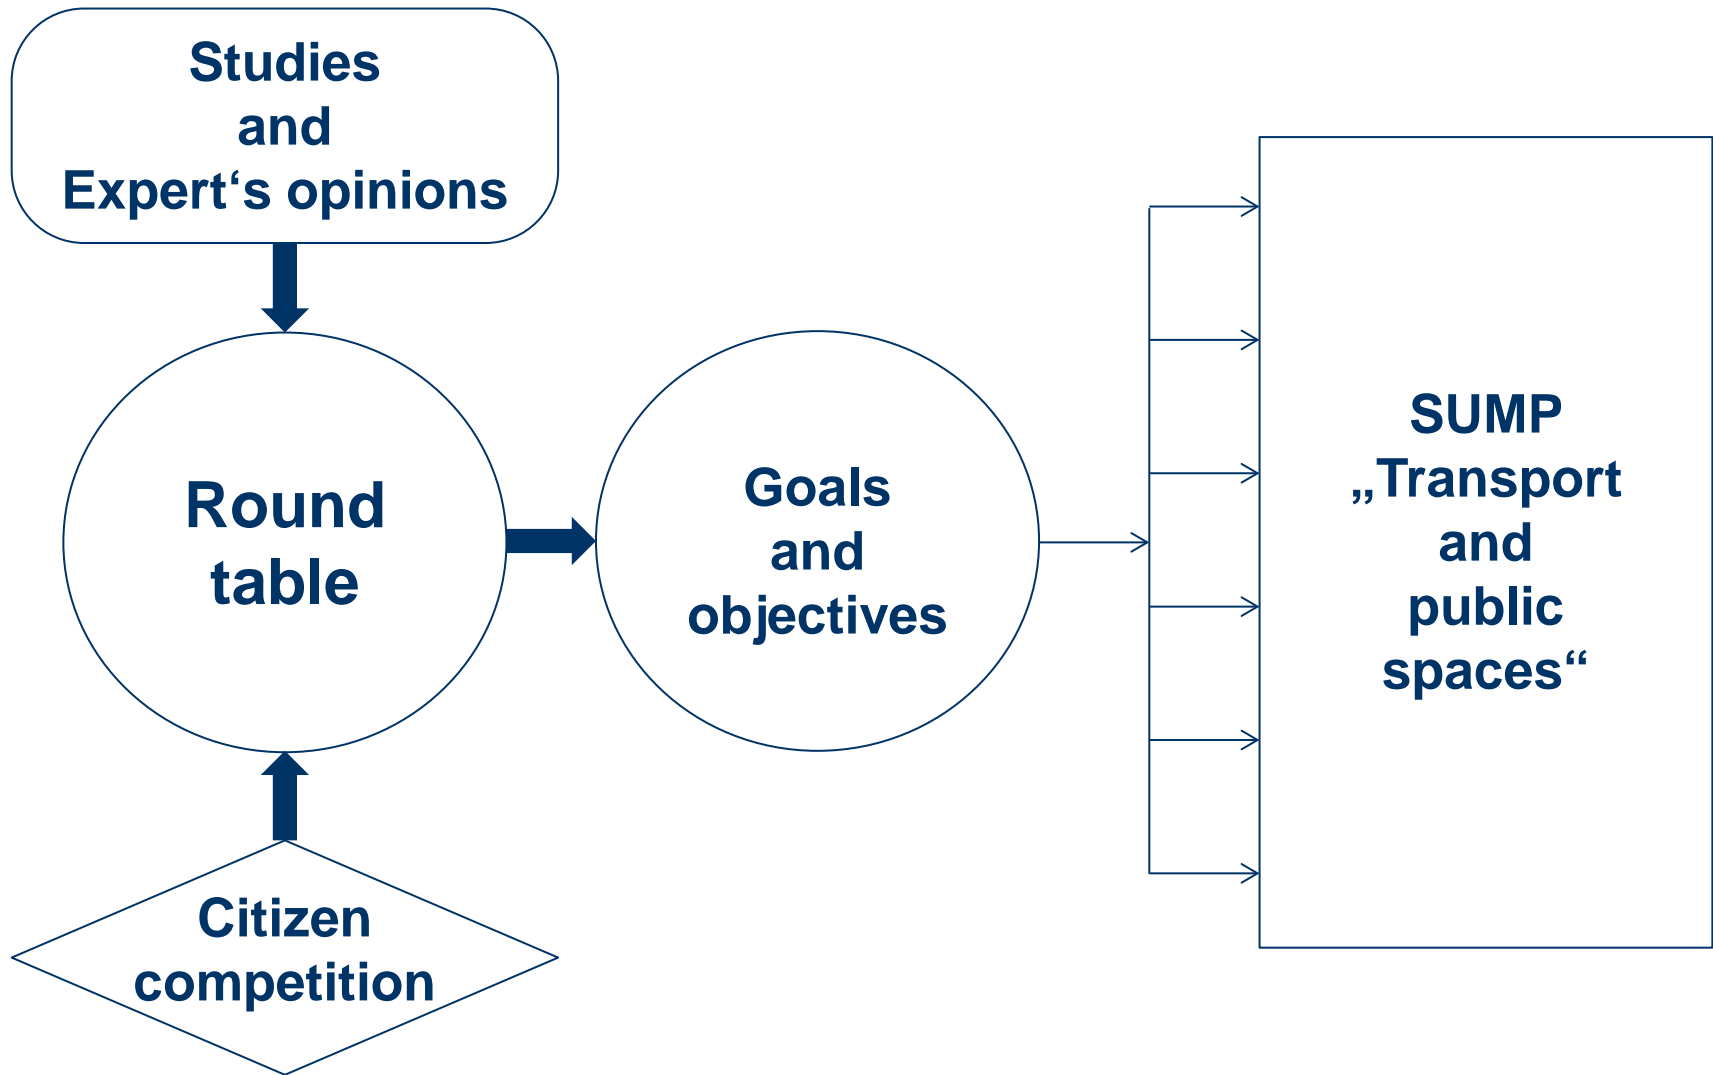 Studies
and
Expert‘s opinions
Round
table
Goals
and
objectives
SUMP
„Transport
and
public
spaces“
Citizen
competition